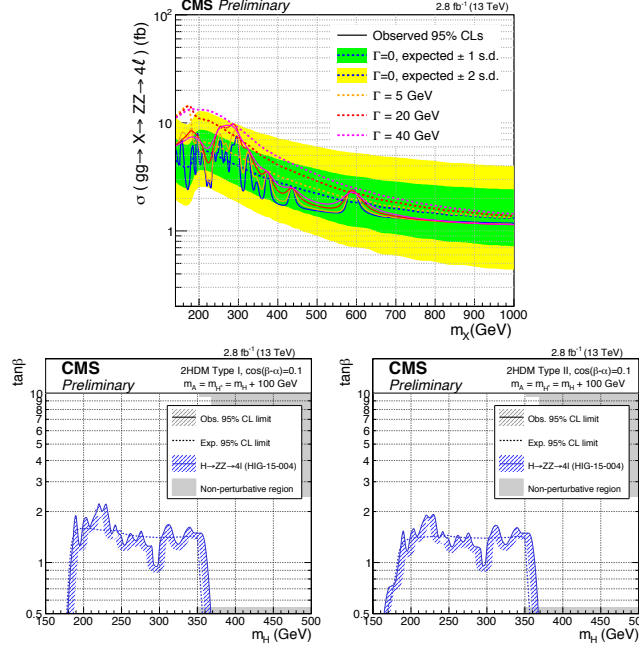 CMS Preliminary 2.8 fb⁻¹ (13 TeV)
σ ( gg→ X→ ZZ→ 4ℓ ) (fb)
10²
10
1
Observed 95% CLs
Γ=0, expected ± 1 s.d.
Γ=0, expected ± 2 s.d.
Γ = 5 GeV
Γ = 20 GeV
Γ = 40 GeV
200 300 400 500 600 700 800 900 1000
m_X(GeV)
2.8 fb⁻¹ (13 TeV)
tanβ
CMS
Preliminary
2HDM Type I, cos(β-α)=0.1
m_A = m_H' = m_H + 100 GeV
10
9
8
7
6
5
4
3
2
1
0.5
Obs. 95% CL limit
Exp. 95% CL limit
H→ZZ→4l (HIG-15-004)
Non-perturbative region
150 200 250 300 350 400 450 500
m_H (GeV)
2.8 fb⁻¹ (13 TeV)
tanβ
CMS
Preliminary
2HDM Type II, cos(β-α)=0.1
m_A = m_H' = m_H + 100 GeV
10
9
8
7
6
5
4
3
2
1
0.5
Obs. 95% CL limit
Exp. 95% CL limit
H→ZZ→4l (HIG-15-004)
Non-perturbative region
150 200 250 300 350 400 450 500
m_H (GeV)